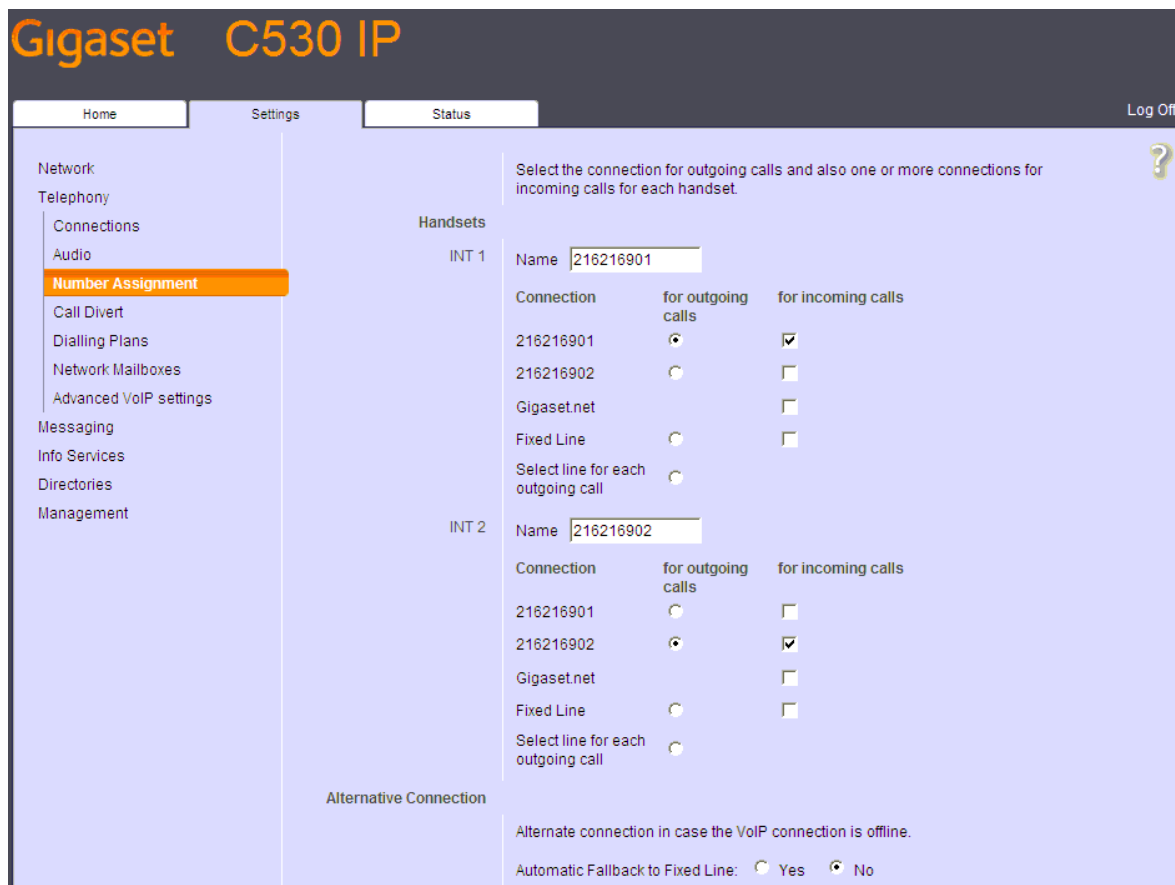 Gigaset C530 IP
Home Settings Status Log Off
Network
Telephony
Connections
Audio
Number Assignment
Call Divert
Dialling Plans
Network Mailboxes
Advanced VoIP settings
Messaging
Info Services
Directories
Management
Select the connection for outgoing calls and also one or more connections for
incoming calls for each handset.
Handsets
INT 1 Name 216216901
Connection for outgoing for incoming calls
calls
216216901
216216902
Gigaset.net
Fixed Line
Select line for each
outgoing call
INT 2 Name 216216902
Connection for outgoing for incoming calls
calls
216216901
216216902
Gigaset.net
Fixed Line
Select line for each
outgoing call
Alternative Connection
Alternate connection in case the VoIP connection is offline.
Automatic Fallback to Fixed Line: Yes No
?